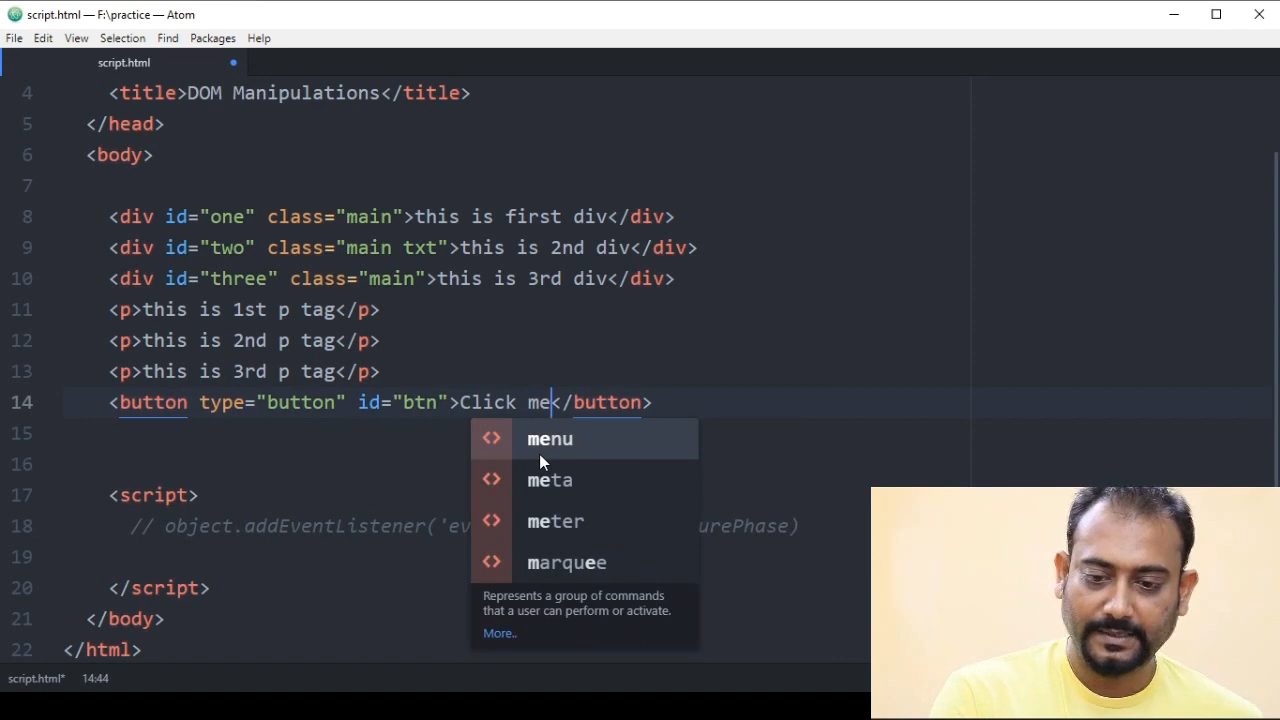 script.html — F:\practice — Atom
File Edit View Selection Find Packages Help
script.html
4 <title>DOM Manipulations</title>
5 </head>
6 <body>
7
8 <div id="one" class="main">this is first div</div>
9 <div id="two" class="main txt">this is 2nd div</div>
10 <div id="three" class="main">this is 3rd div</div>
11 <p>this is 1st p tag</p>
12 <p>this is 2nd p tag</p>
13 <p>this is 3rd p tag</p>
14 <button type="button" id="btn">Click me</button>
15
<> menu
16
<> meta
17 <script>
<> meter
18 // object.addEventListener('ev urePhase)
19
<> marquee
20 </script>
Represents a group of commands
that a user can perform or activate.
21 </body>
More..
22 </html>
script.html* 14:44